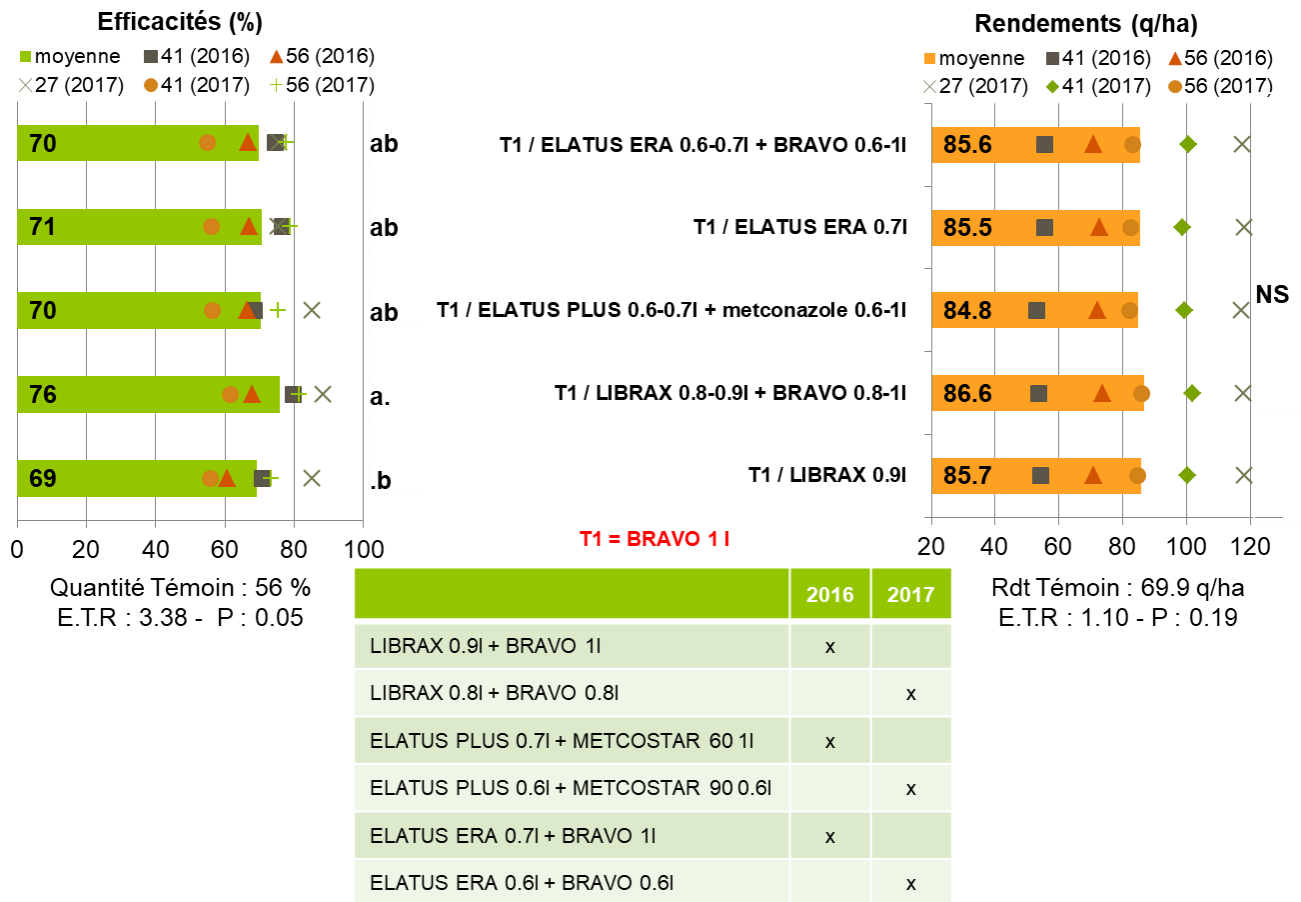 Efficacités (%)
moyenne 41 (2016) 56 (2016)
27 (2017) 41 (2017) 56 (2017)
Rendements (q/ha)
moyenne 41 (2016) 56 (2016)
27 (2017) 41 (2017) 56 (2017)
70 ab T1 / ELATUS ERA 0.6-0.7l + BRAVO 0.6-1l 85.6
71 ab T1 / ELATUS ERA 0.7l 85.5
70 ab T1 / ELATUS PLUS 0.6-0.7l + metconazole 0.6-1l 84.8
NS
76 a. T1 / LIBRAX 0.8-0.9l + BRAVO 0.8-1l 86.6
69 .b T1 / LIBRAX 0.9l 85.7
0 20 40 60 80 100
T1 = BRAVO 1 l
20 40 60 80 100 120
Quantité Témoin : 56 %
E.T.R : 3.38 - P : 0.05
Rdt Témoin : 69.9 q/ha
E.T.R : 1.10 - P : 0.19
2016 2017
LIBRAX 0.9l + BRAVO 1l x
LIBRAX 0.8l + BRAVO 0.8l x
ELATUS PLUS 0.7l + METCOSTAR 60 1l x
ELATUS PLUS 0.6l + METCOSTAR 90 0.6l x
ELATUS ERA 0.7l + BRAVO 1l x
ELATUS ERA 0.6l + BRAVO 0.6l x